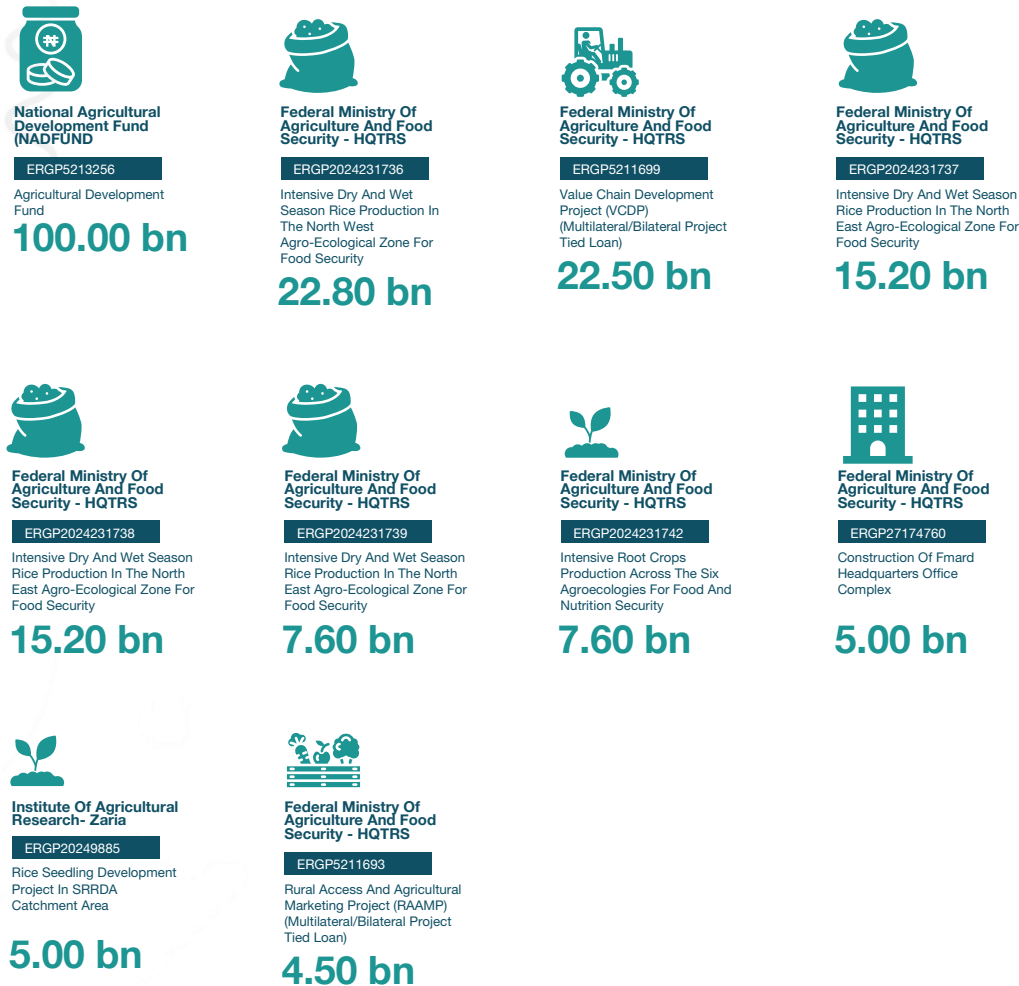 ₦
National Agricultural
Development Fund
(NADFUND
ERGP5213256
Agricultural Development
Fund
100.00 bn
Federal Ministry Of
Agriculture And Food
Security - HQTRS
ERGP2024231736
Intensive Dry And Wet
Season Rice Production In
The North West
Agro-Ecological Zone For
Food Security
22.80 bn
Federal Ministry Of
Agriculture And Food
Security - HQTRS
ERGP5211699
Value Chain Development
Project (VCDP)
(Multilateral/Bilateral Project
Tied Loan)
22.50 bn
Federal Ministry Of
Agriculture And Food
Security - HQTRS
ERGP2024231737
Intensive Dry And Wet Season
Rice Production In The North
East Agro-Ecological Zone For
Food Security
15.20 bn
Federal Ministry Of
Agriculture And Food
Security - HQTRS
ERGP2024231738
Intensive Dry And Wet Season
Rice Production In The North
East Agro-Ecological Zone For
Food Security
15.20 bn
Federal Ministry Of
Agriculture And Food
Security - HQTRS
ERGP2024231739
Intensive Dry And Wet Season
Rice Production In The North
East Agro-Ecological Zone For
Food Security
7.60 bn
Federal Ministry Of
Agriculture And Food
Security - HQTRS
ERGP2024231742
Intensive Root Crops
Production Across The Six
Agroecologies For Food And
Nutrition Security
7.60 bn
Federal Ministry Of
Agriculture And Food
Security - HQTRS
ERGP27174760
Construction Of Fmard
Headquarters Office
Complex
5.00 bn
Institute Of Agricultural
Research- Zaria
ERGP20249885
Rice Seedling Development
Project In SRRDA
Catchment Area
5.00 bn
Federal Ministry Of
Agriculture And Food
Security - HQTRS
ERGP5211693
Rural Access And Agricultural
Marketing Project (RAAMP)
(Multilateral/Bilateral Project
Tied Loan)
4.50 bn